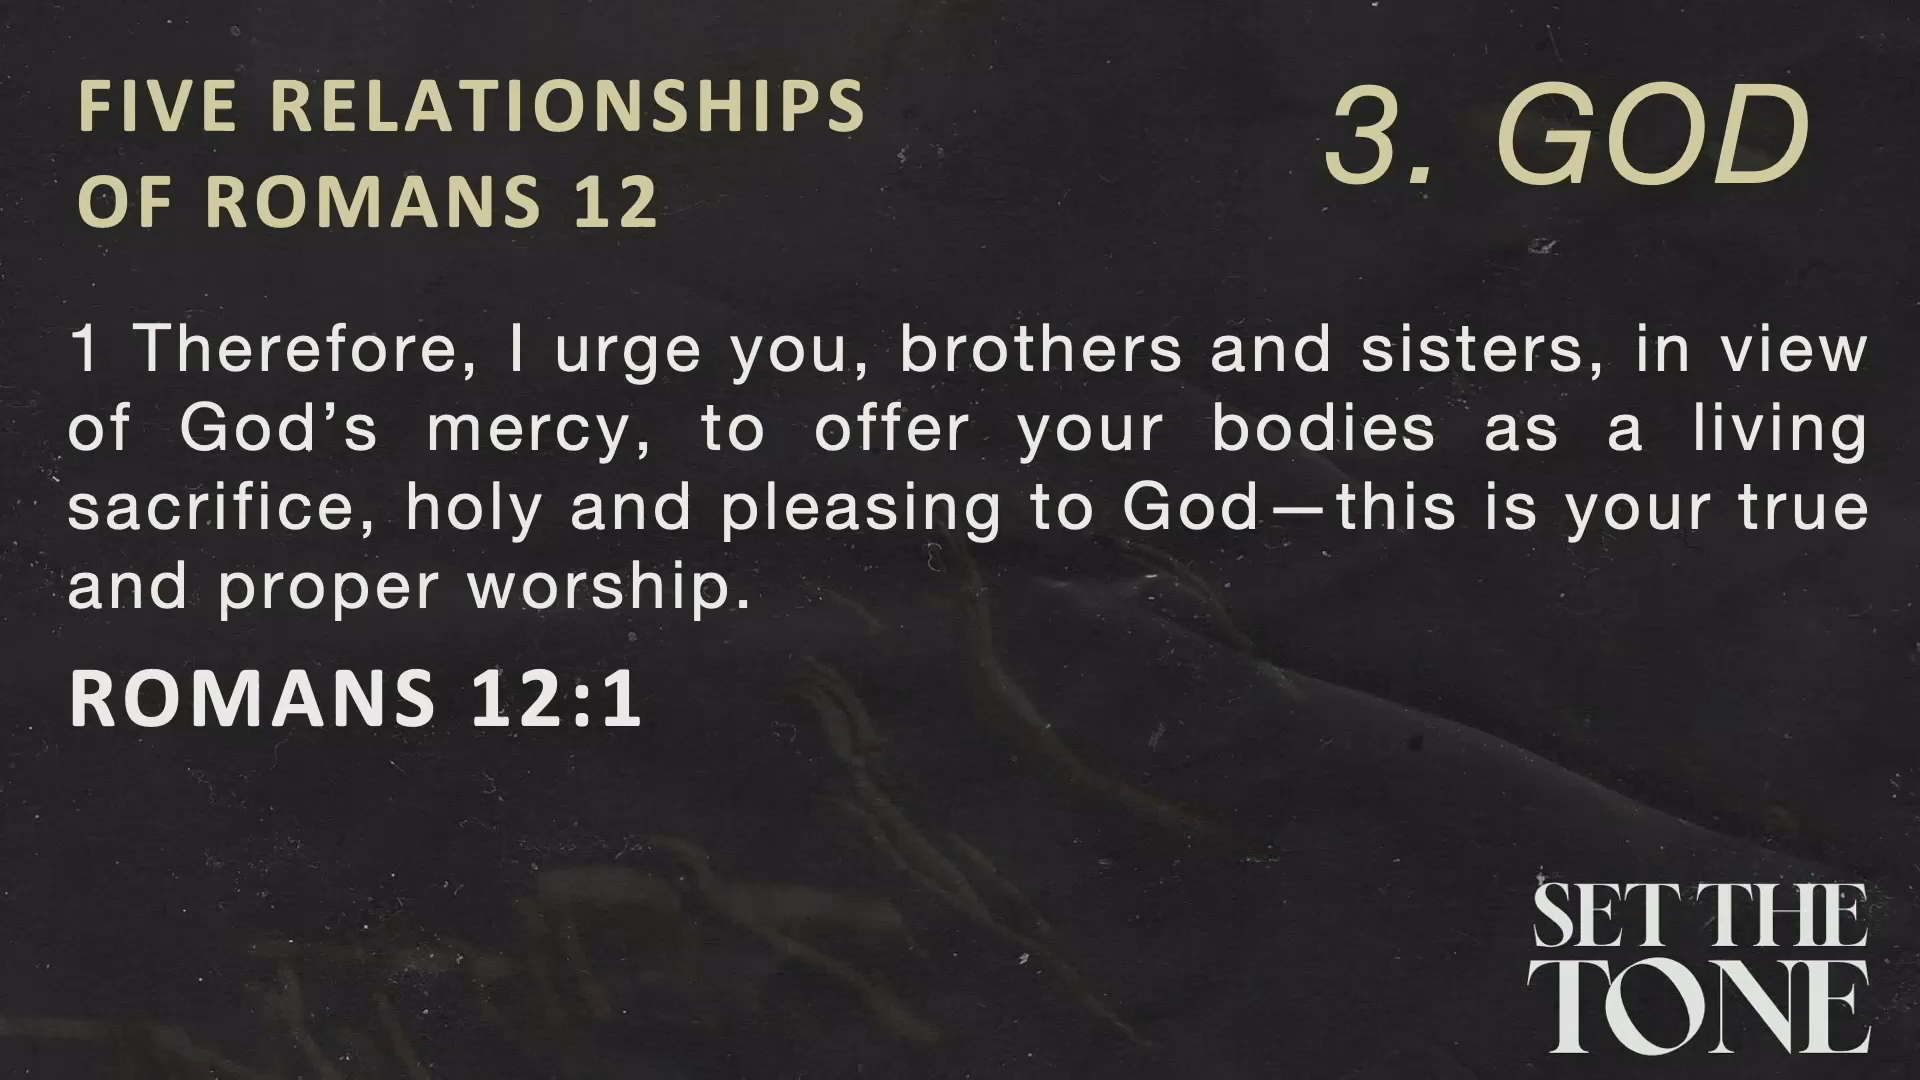 FIVE RELATIONSHIPS
OF ROMANS 12
3. GOD
1 Therefore, I urge you, brothers and sisters, in view
of God’s mercy, to offer your bodies as a living
sacrifice, holy and pleasing to God—this is your true
and proper worship.
ROMANS 12:1
SET THE
TONE